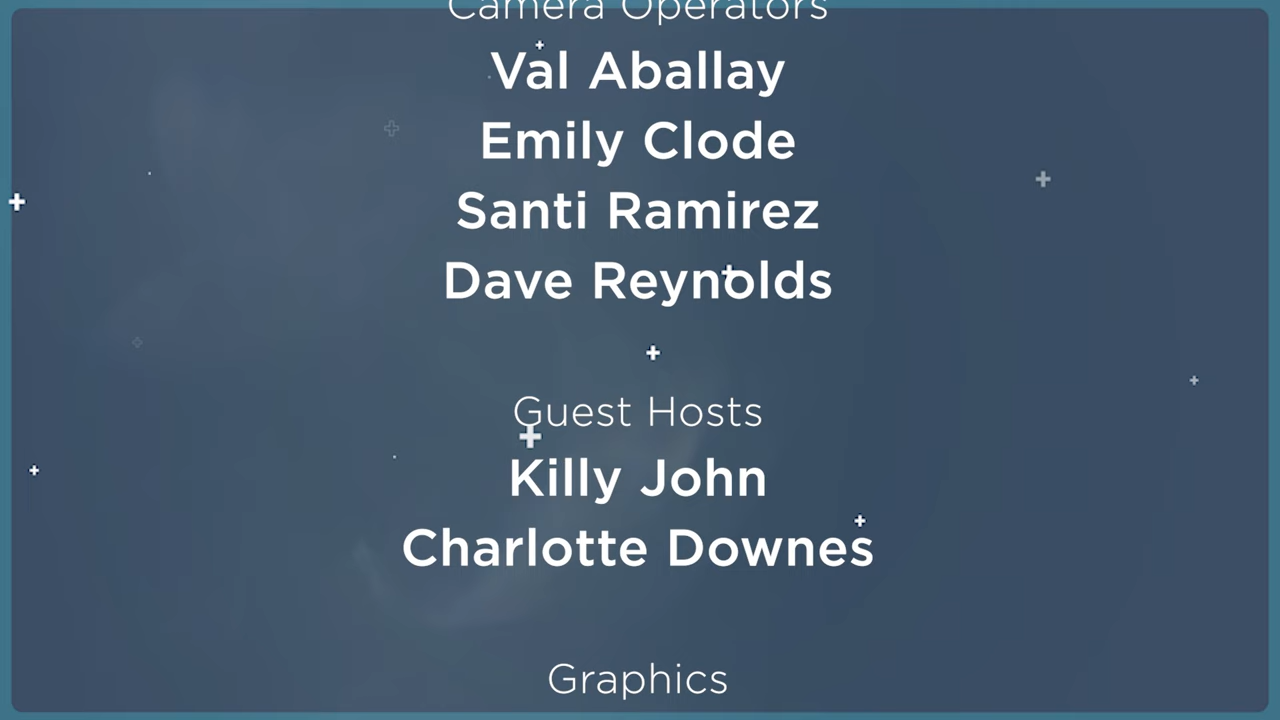 Camera Operators
Val Aballay
Emily Clode
Santi Ramirez
Dave Reynolds
Guest Hosts
Killy John
Charlotte Downes
Graphics